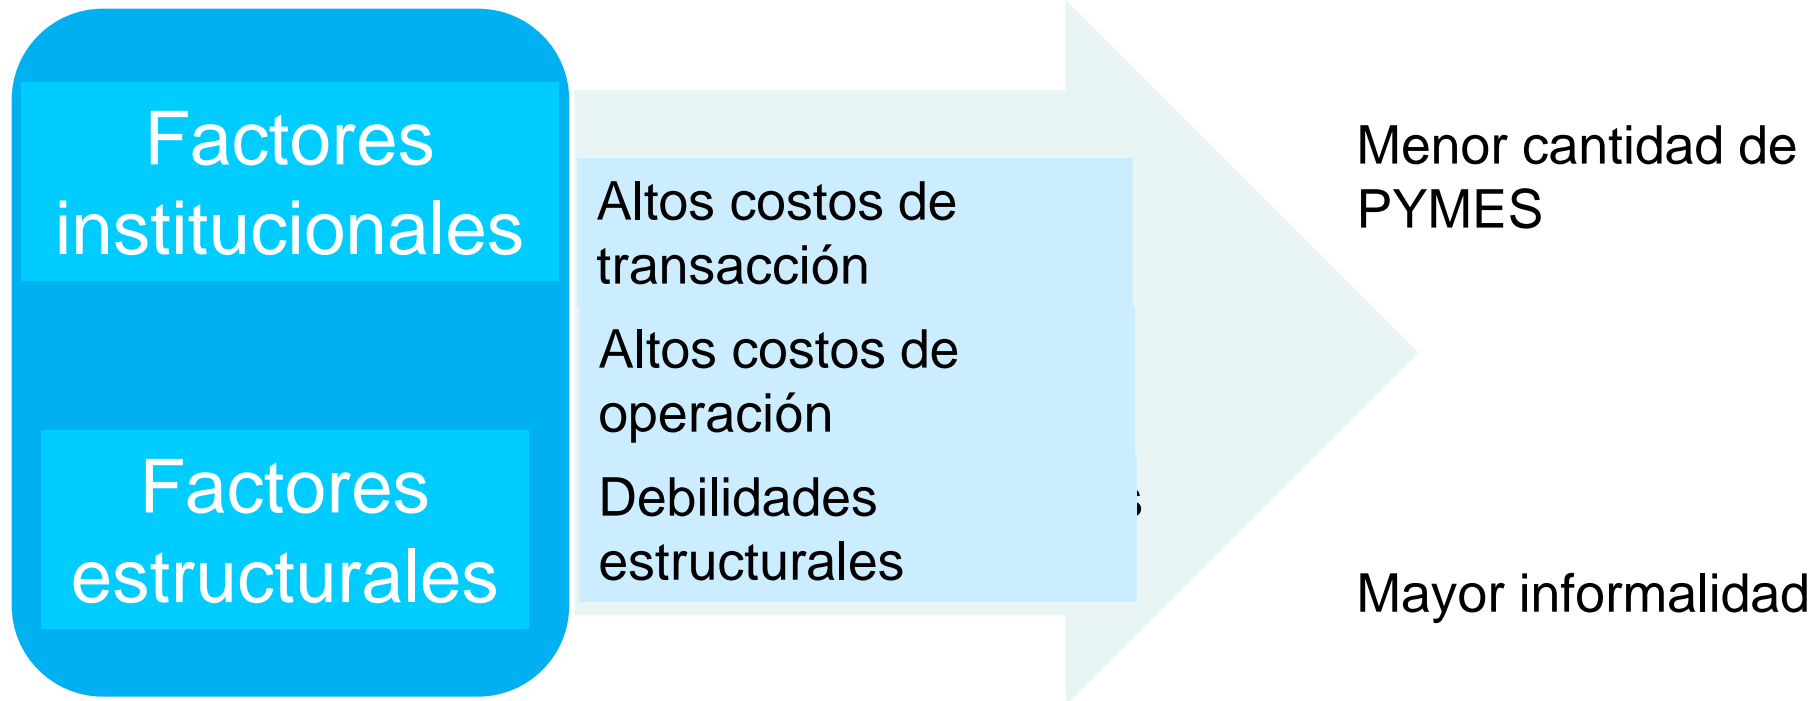 Factores
institucionales
Factores
estructurales
Altos costos de
transacción
Altos costos de
operación
Debilidades
estructurales
Menor cantidad de
PYMES
Mayor informalidad